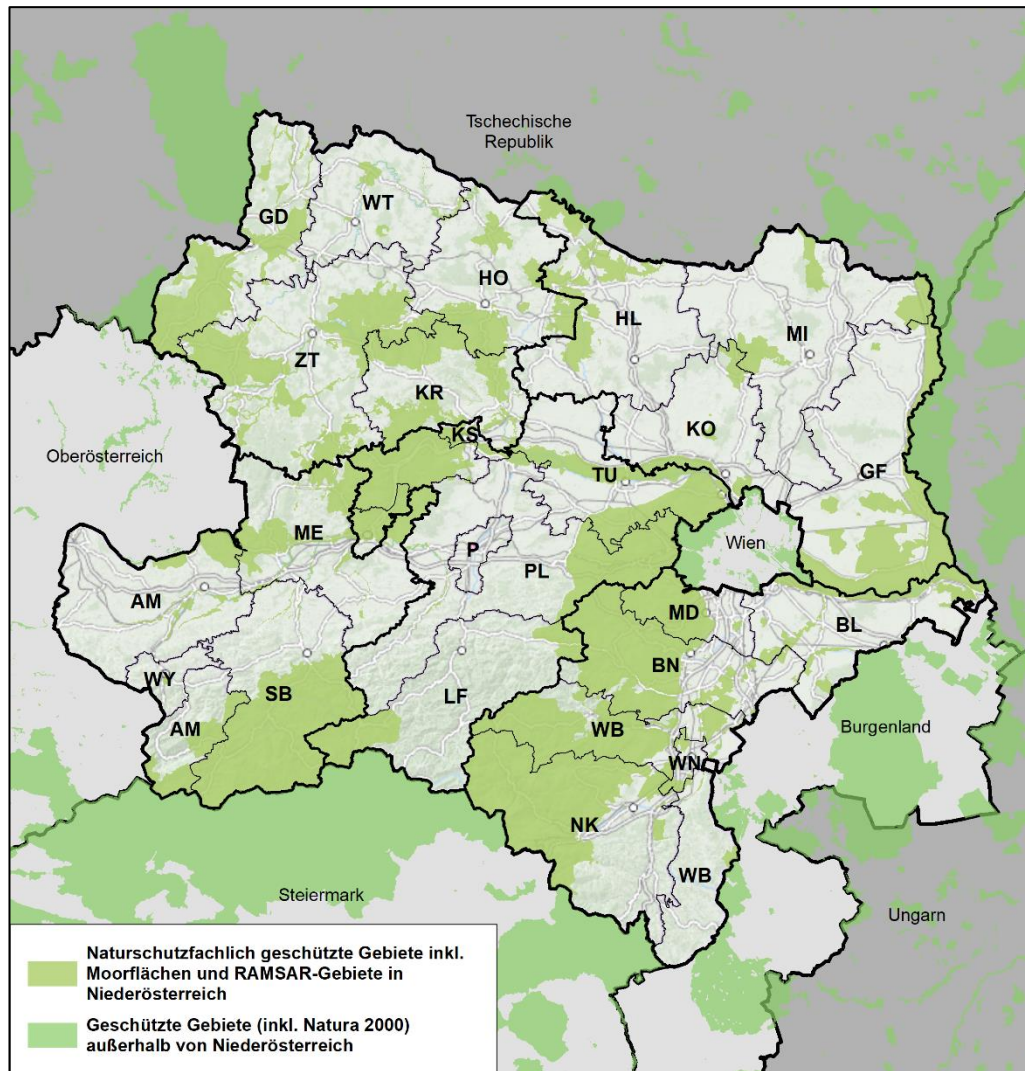 Tschechische
Republik
WT
GD
HO
HL
MI
ZT
KR
KO
KS
Oberösterreich
TU
GF
ME
Wien
P
PL
AM
MD
BL
BN
WY
SB
LF
WB
Burgenland
AM
WN
NK
WB
Steiermark
Ungarn
Naturschutzfachlich geschützte Gebiete inkl.
Moorflächen und RAMSAR-Gebiete in
Niederösterreich
Geschützte Gebiete (inkl. Natura 2000)
außerhalb von Niederösterreich